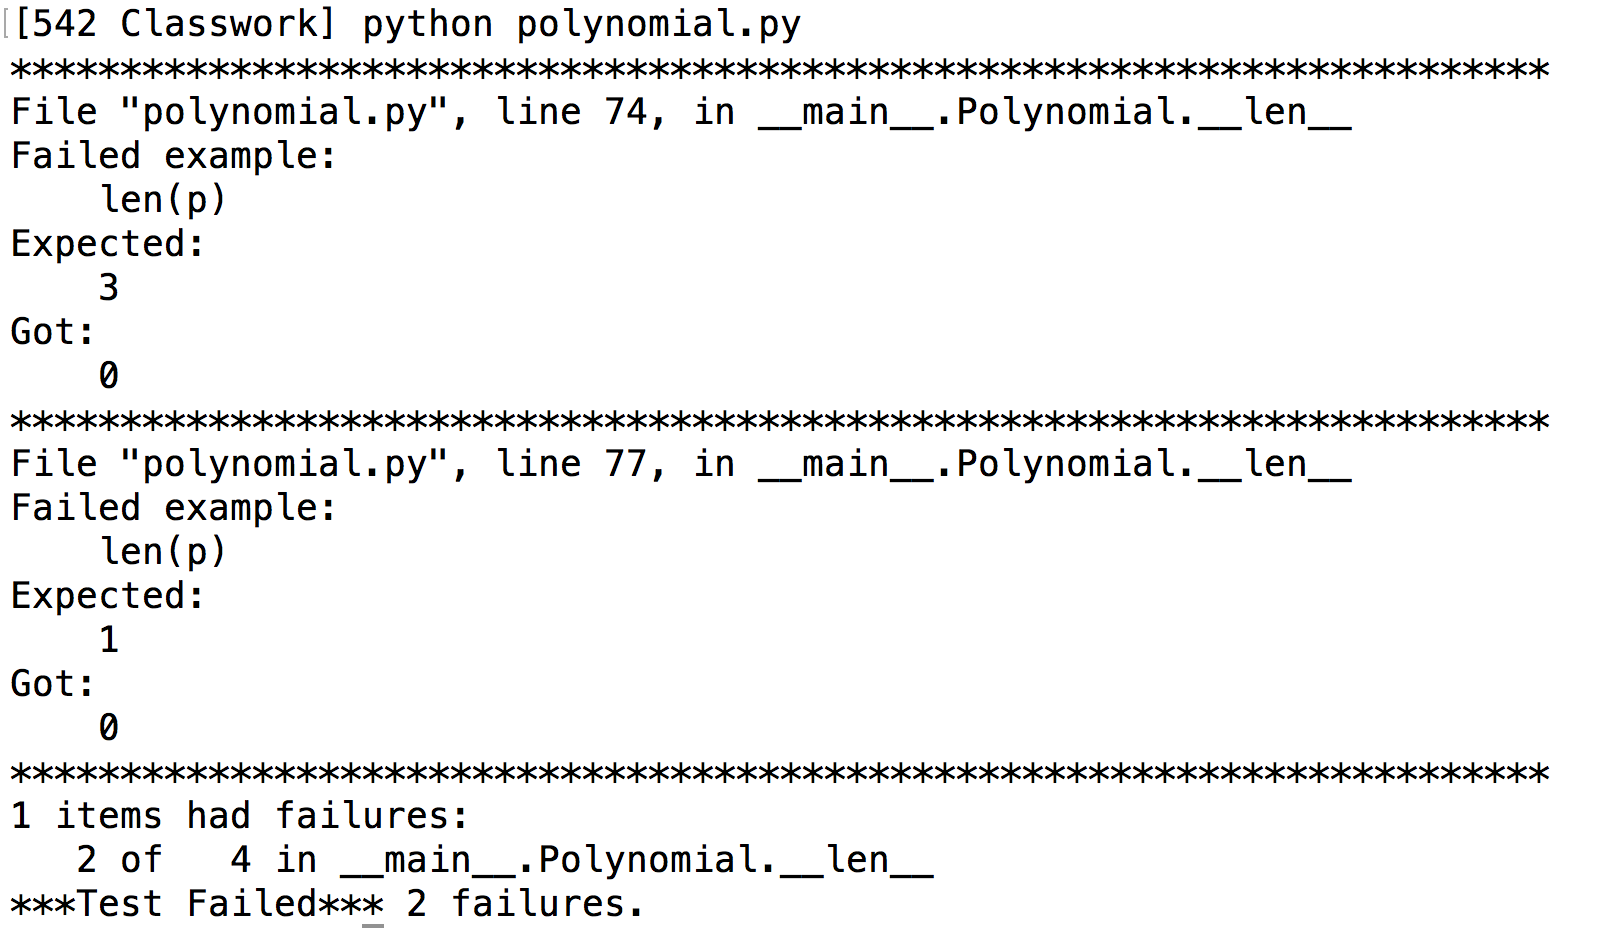 [[542 Classwork] python polynomial.py
**********************************************************************
File "polynomial.py", line 74, in __main__.Polynomial.__len__
Failed example:
    len(p)
Expected:
    3
Got:
    0
**********************************************************************
File "polynomial.py", line 77, in __main__.Polynomial.__len__
Failed example:
    len(p)
Expected:
    1
Got:
    0
**********************************************************************
1 items had failures:
   2 of   4 in __main__.Polynomial.__len__
***Test Failed*** 2 failures.